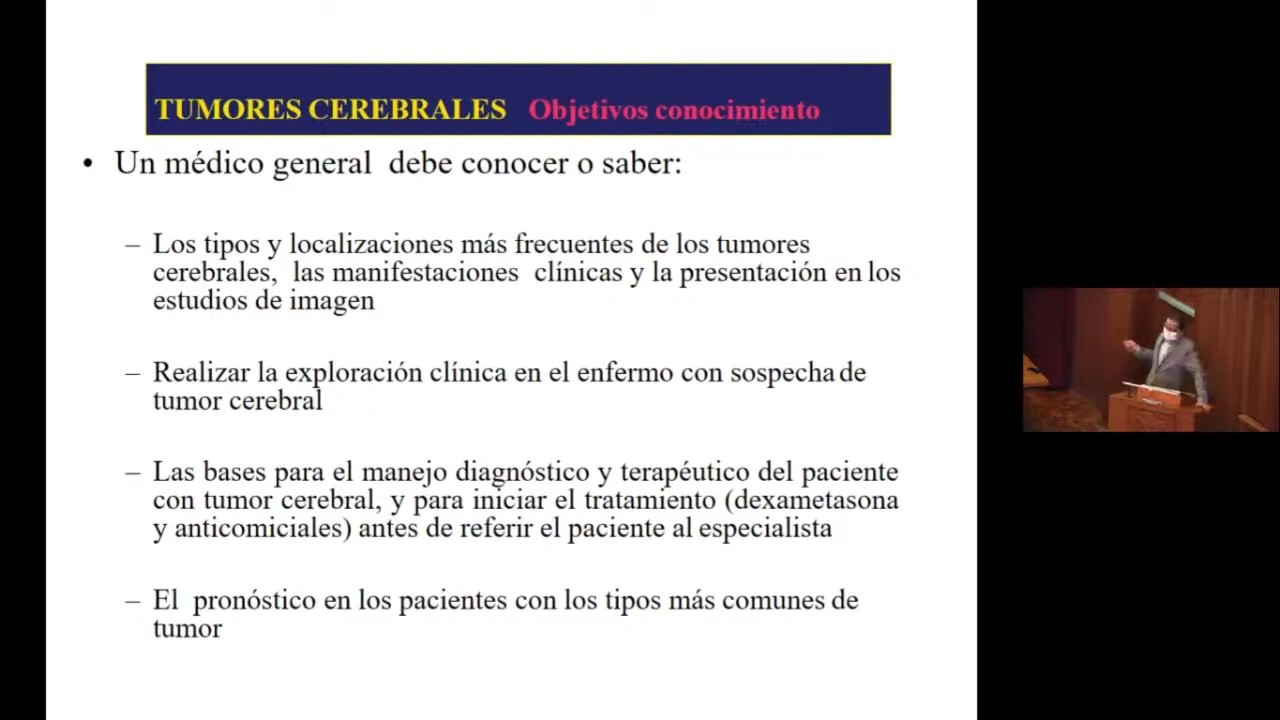 TUMORES CEREBRALES Objetivos conocimiento
• Un médico general debe conocer o saber:
– Los tipos y localizaciones más frecuentes de los tumores
cerebrales, las manifestaciones clínicas y la presentación en los
estudios de imagen
– Realizar la exploración clínica en el enfermo con sospecha de
tumor cerebral
– Las bases para el manejo diagnóstico y terapéutico del paciente
con tumor cerebral, y para iniciar el tratamiento (dexametasona
y anticomiciales) antes de referir el paciente al especialista
– El pronóstico en los pacientes con los tipos más comunes de
tumor